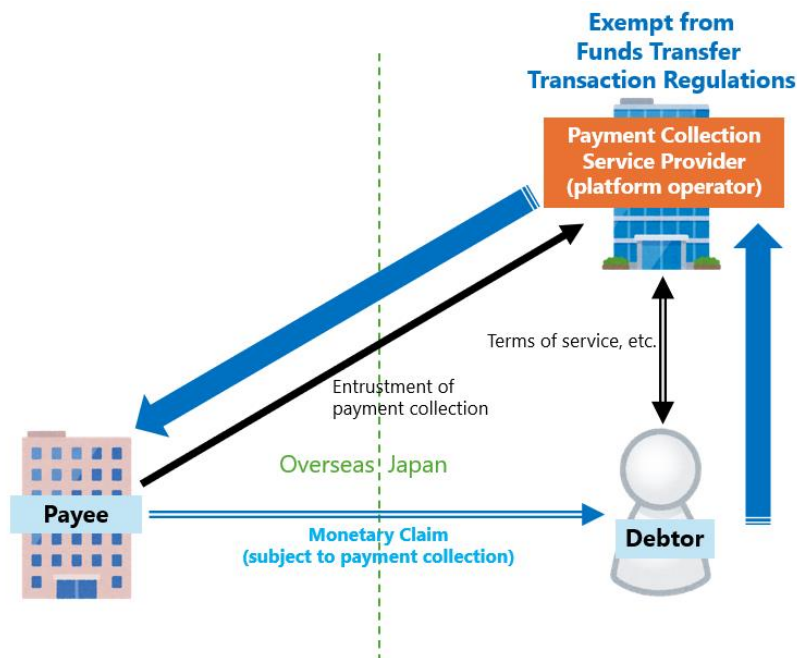 Exempt from
Funds Transfer
Transaction Regulations
Payment Collection
Service Provider
(platform operator)
Terms of service, etc.
Entrustment of
payment collection
Overseas Japan
Payee
Monetary Claim
(subject to payment collection)
Debtor